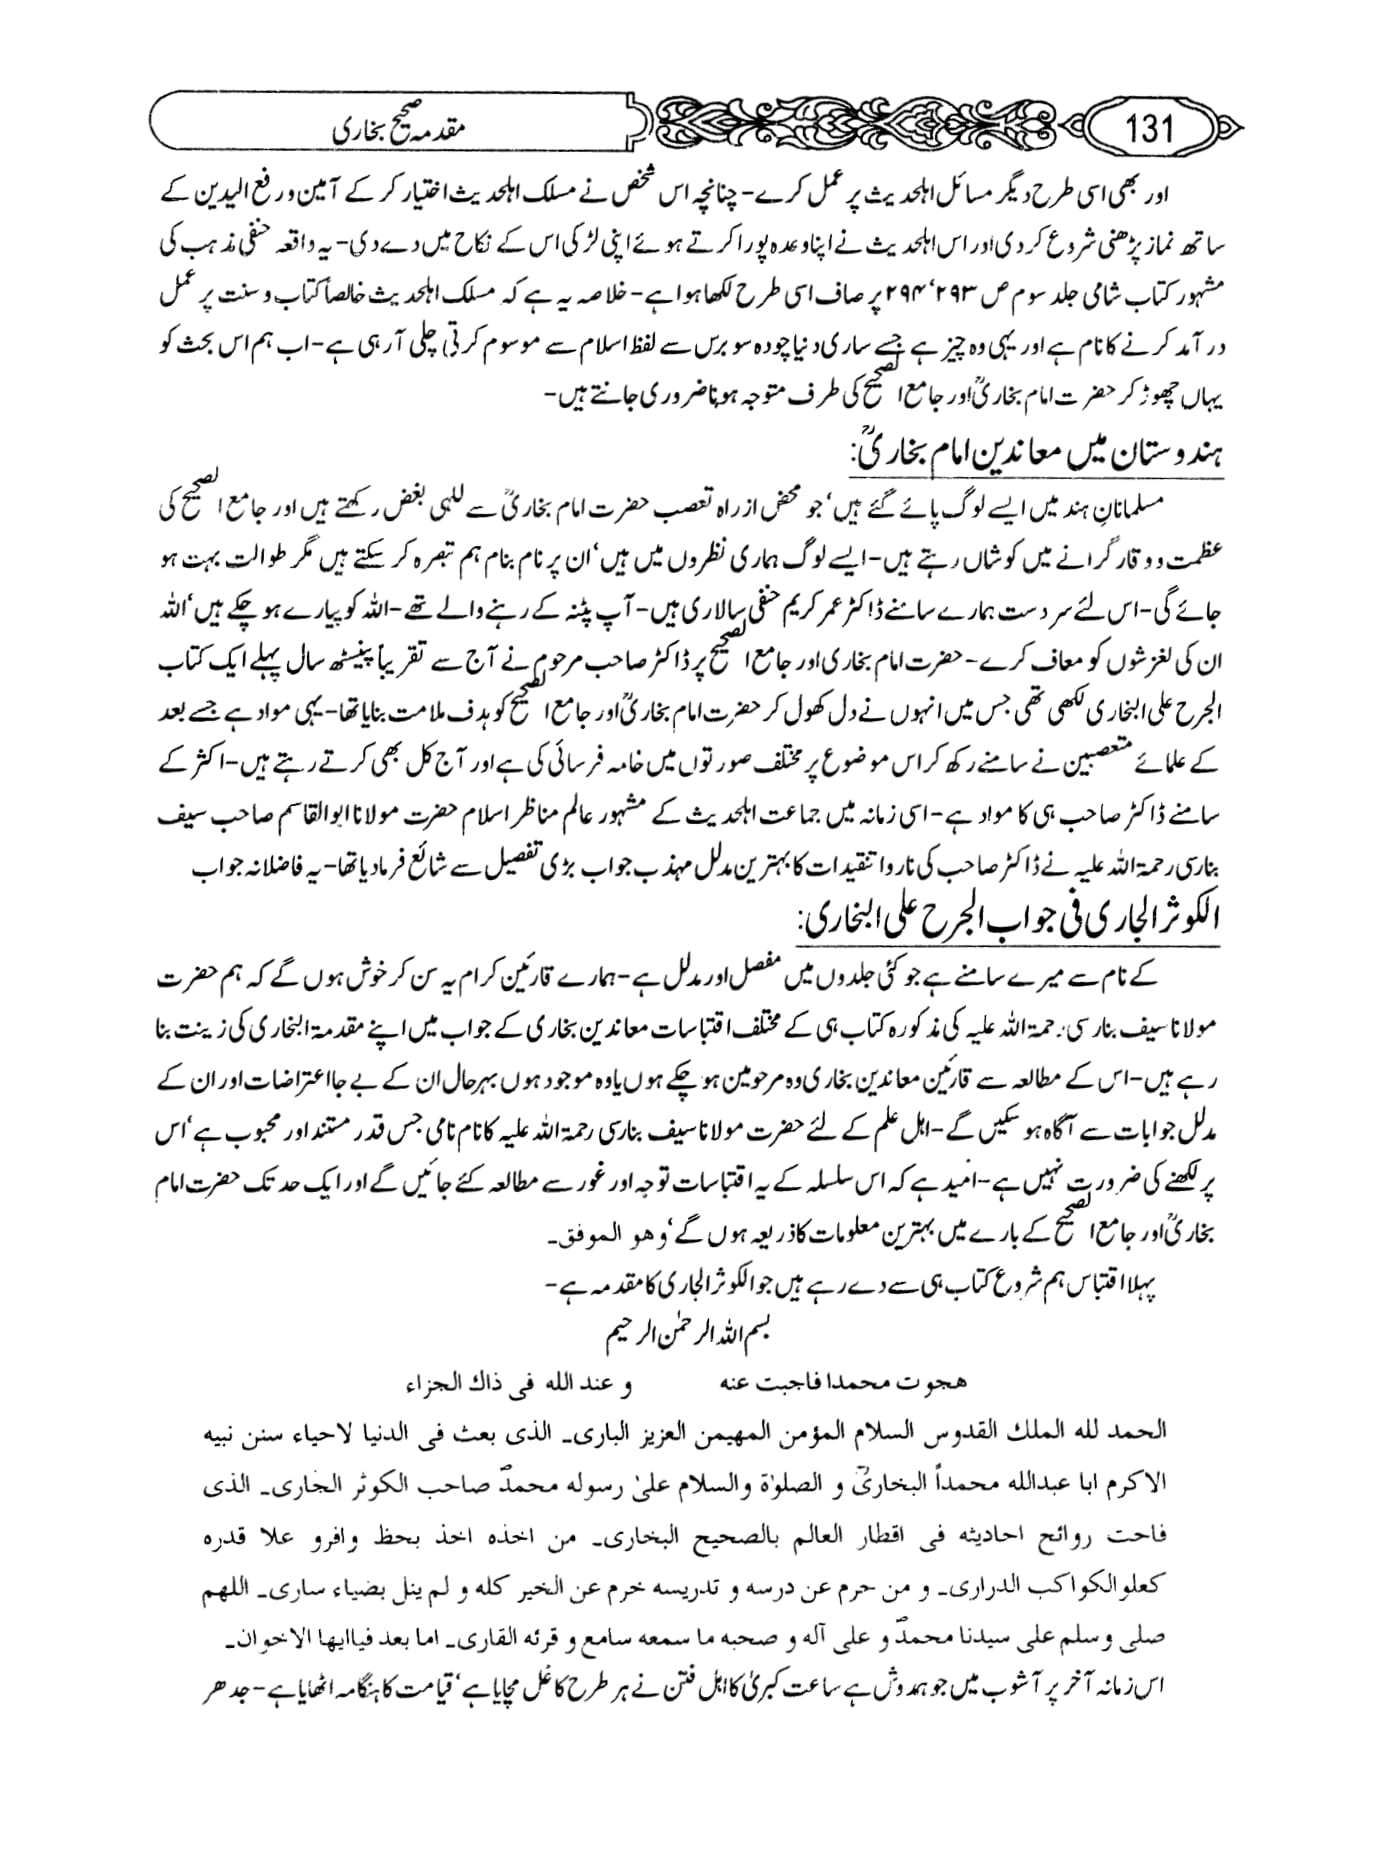 131
مقدمہ صحیح بخاری
اور بھی اسی طرح دیگر مسائل اہلحدیث پر عمل کرے- چنانچہ اس شخص نے مسلک اہلحدیث اختیار کر کے آمین و رفع الیدین کے
ساتھ نماز پڑھنی شروع کر دی اور اس اہلحدیث نے اپنا وعدہ پورا کرتے ہوئے اپنی لڑکی اس کے نکاح میں دے دی- یہ واقعہ حنفی مذہب کی
مشہور کتاب شامی جلد سوم ص ۲۹۳‘ ۲۹۴ پر صاف اسی طرح لکھا ہوا ہے- خلاصہ یہ ہے کہ مسلک اہلحدیث خالصاً کتاب و سنت پر عمل
در آمد کرنے کا نام ہے اور یہی وہ چیز ہے جسے ساری دنیا چودہ سو برس سے لفظ اسلام سے موسوم کرتی چلی آ رہی ہے- اب ہم اس بحث کو
یہاں چھوڑ کر حضرت امام بخاریؒ اور جامع الصحیح کی طرف متوجہ ہونا ضروری جانتے ہیں-
ہندوستان میں معاندین امام بخاریؒ:
مسلمانانِ ہند میں ایسے لوگ پائے گئے ہیں‘ جو محض از راہ تعصب حضرت امام بخاریؒ سے للہی بغض رکھتے ہیں اور جامع الصحیح کی
عظمت و وقار گرانے میں کوشاں رہتے ہیں- ایسے لوگ ہماری نظروں میں ہیں‘ ان پر نام بنام ہم تبصرہ کر سکتے ہیں مگر طوالت بہت ہو
جائے گی- اس لئے سردست ہمارے سامنے ڈاکٹر عمر کریم حنفی سالاری ہیں- آپ پٹنہ کے رہنے والے تھے- اللہ کو پیارے ہو چکے ہیں‘ اللہ
ان کی لغزشوں کو معاف کرے- حضرت امام بخاری اور جامع الصحیح پر ڈاکٹر صاحب مرحوم نے آج سے تقریباً پینسٹھ سال پہلے ایک کتاب
الجرح علی البخاری لکھی تھی جس میں انہوں نے دل کھول کر حضرت امام بخاریؒ اور جامع الصحیح کو ہدف ملامت بنایا تھا- یہی مواد ہے جسے بعد
کے علمائے متعصبین نے سامنے رکھ کر اس موضوع پر مختلف صورتوں میں خامہ فرسائی کی ہے اور آج کل بھی کرتے رہتے ہیں- اکثر کے
سامنے ڈاکٹر صاحب ہی کا مواد ہے- اسی زمانہ میں جماعت اہلحدیث کے مشہور عالم مناظر اسلام حضرت مولانا ابوالقاسم صاحب سیف
بنارسی رحمۃ اللہ علیہ نے ڈاکٹر صاحب کی ناروا تنقیدات کا بہترین مدلل مہذب جواب بڑی تفصیل سے شائع فرما دیا تھا- یہ فاضلانہ جواب
الکوثر الجاری فی جواب الجرح علی البخاری:
کے نام سے میرے سامنے ہے جو کئی جلدوں میں مفصل اور مدلل ہے- ہمارے قارئین کرام یہ سن کر خوش ہوں گے کہ ہم حضرت
مولانا سیف بنارسی رحمۃ اللہ علیہ کی مذکورہ کتاب ہی کے مختلف اقتباسات معاندین بخاری کے جواب میں اپنے مقدمۃ البخاری کی زینت بنا
رہے ہیں- اس کے مطالعہ سے قارئین معاندین بخاری وہ مرحومین ہو چکے ہوں یا وہ موجود ہوں بہر حال ان کے بے جا اعتراضات اور ان کے
مدلل جوابات سے آگاہ ہو سکیں گے- اہل علم کے لئے حضرت مولانا سیف بنارسی رحمۃ اللہ علیہ کا نام نامی جس قدر مستند اور محبوب ہے‘ اس
پر لکھنے کی ضرورت نہیں ہے- امید ہے کہ اس سلسلہ کے یہ اقتباسات توجہ اور غور سے مطالعہ کئے جائیں گے اور ایک حد تک حضرت امام
بخاریؒ اور جامع الصحیح کے بارے میں بہترین معلومات کا ذریعہ ہوں گے‘ وهو الموفق۔
پہلا اقتباس ہم شروع کتاب ہی سے دے رہے ہیں جو الکوثر الجاری کا مقدمہ ہے-
بسم اللہ الرحمٰن الرحیم
هجوت محمدا فاجبت عنه و عند الله فى ذاك الجزاء
الحمد لله الملك القدوس السلام المؤمن المهيمن العزيز البارى۔ الذى بعث فى الدنيا لاحياء سنن نبيه
الاكرم ابا عبدالله محمداً البخارىؒ و الصلوٰة والسلام علىٰ رسوله محمدؐ صاحب الكوثر الجارى۔ الذى
فاحت روائح احاديثه فى اقطار العالم بالصحيح البخارى۔ من اخذه اخذ بحظ وافرو علا قدره
كعلو الكواكب الدرارى۔ و من حرم عن درسه و تدريسه خرم عن الخير كله و لم ينل بضياء سارى۔ اللهم
صلى وسلم على سيدنا محمدؐ و على آله و صحبه ما سمعه سامع و قرئه القارى۔ اما بعد فياايها الاخوان۔
اس زمانہ آخر پر آشوب میں جو ہمدوش ہے ساعت کبریٰ کا اہل فتن نے ہر طرح کا غل مچایا ہے‘ قیامت کا ہنگامہ اٹھایا ہے- جدھر